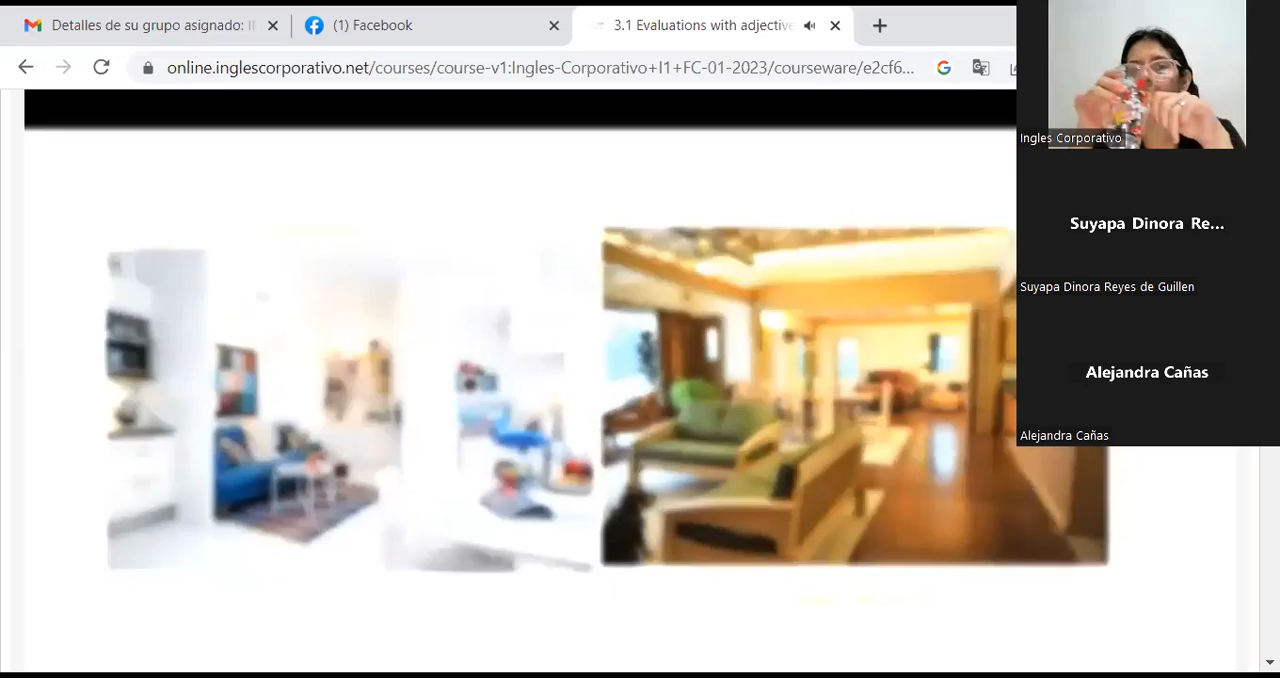 Detalles de su grupo asignado: II
(1) Facebook
3.1 Evaluations with adjective
online.inglescorporativo.net/courses/course-v1:Ingles-Corporativo+I1+FC-01-2023/courseware/e2cf6...
Ingles Corporativo
Suyapa Dinora Re...
Suyapa Dinora Reyes de Guillen
Alejandra Cañas
Alejandra Cañas